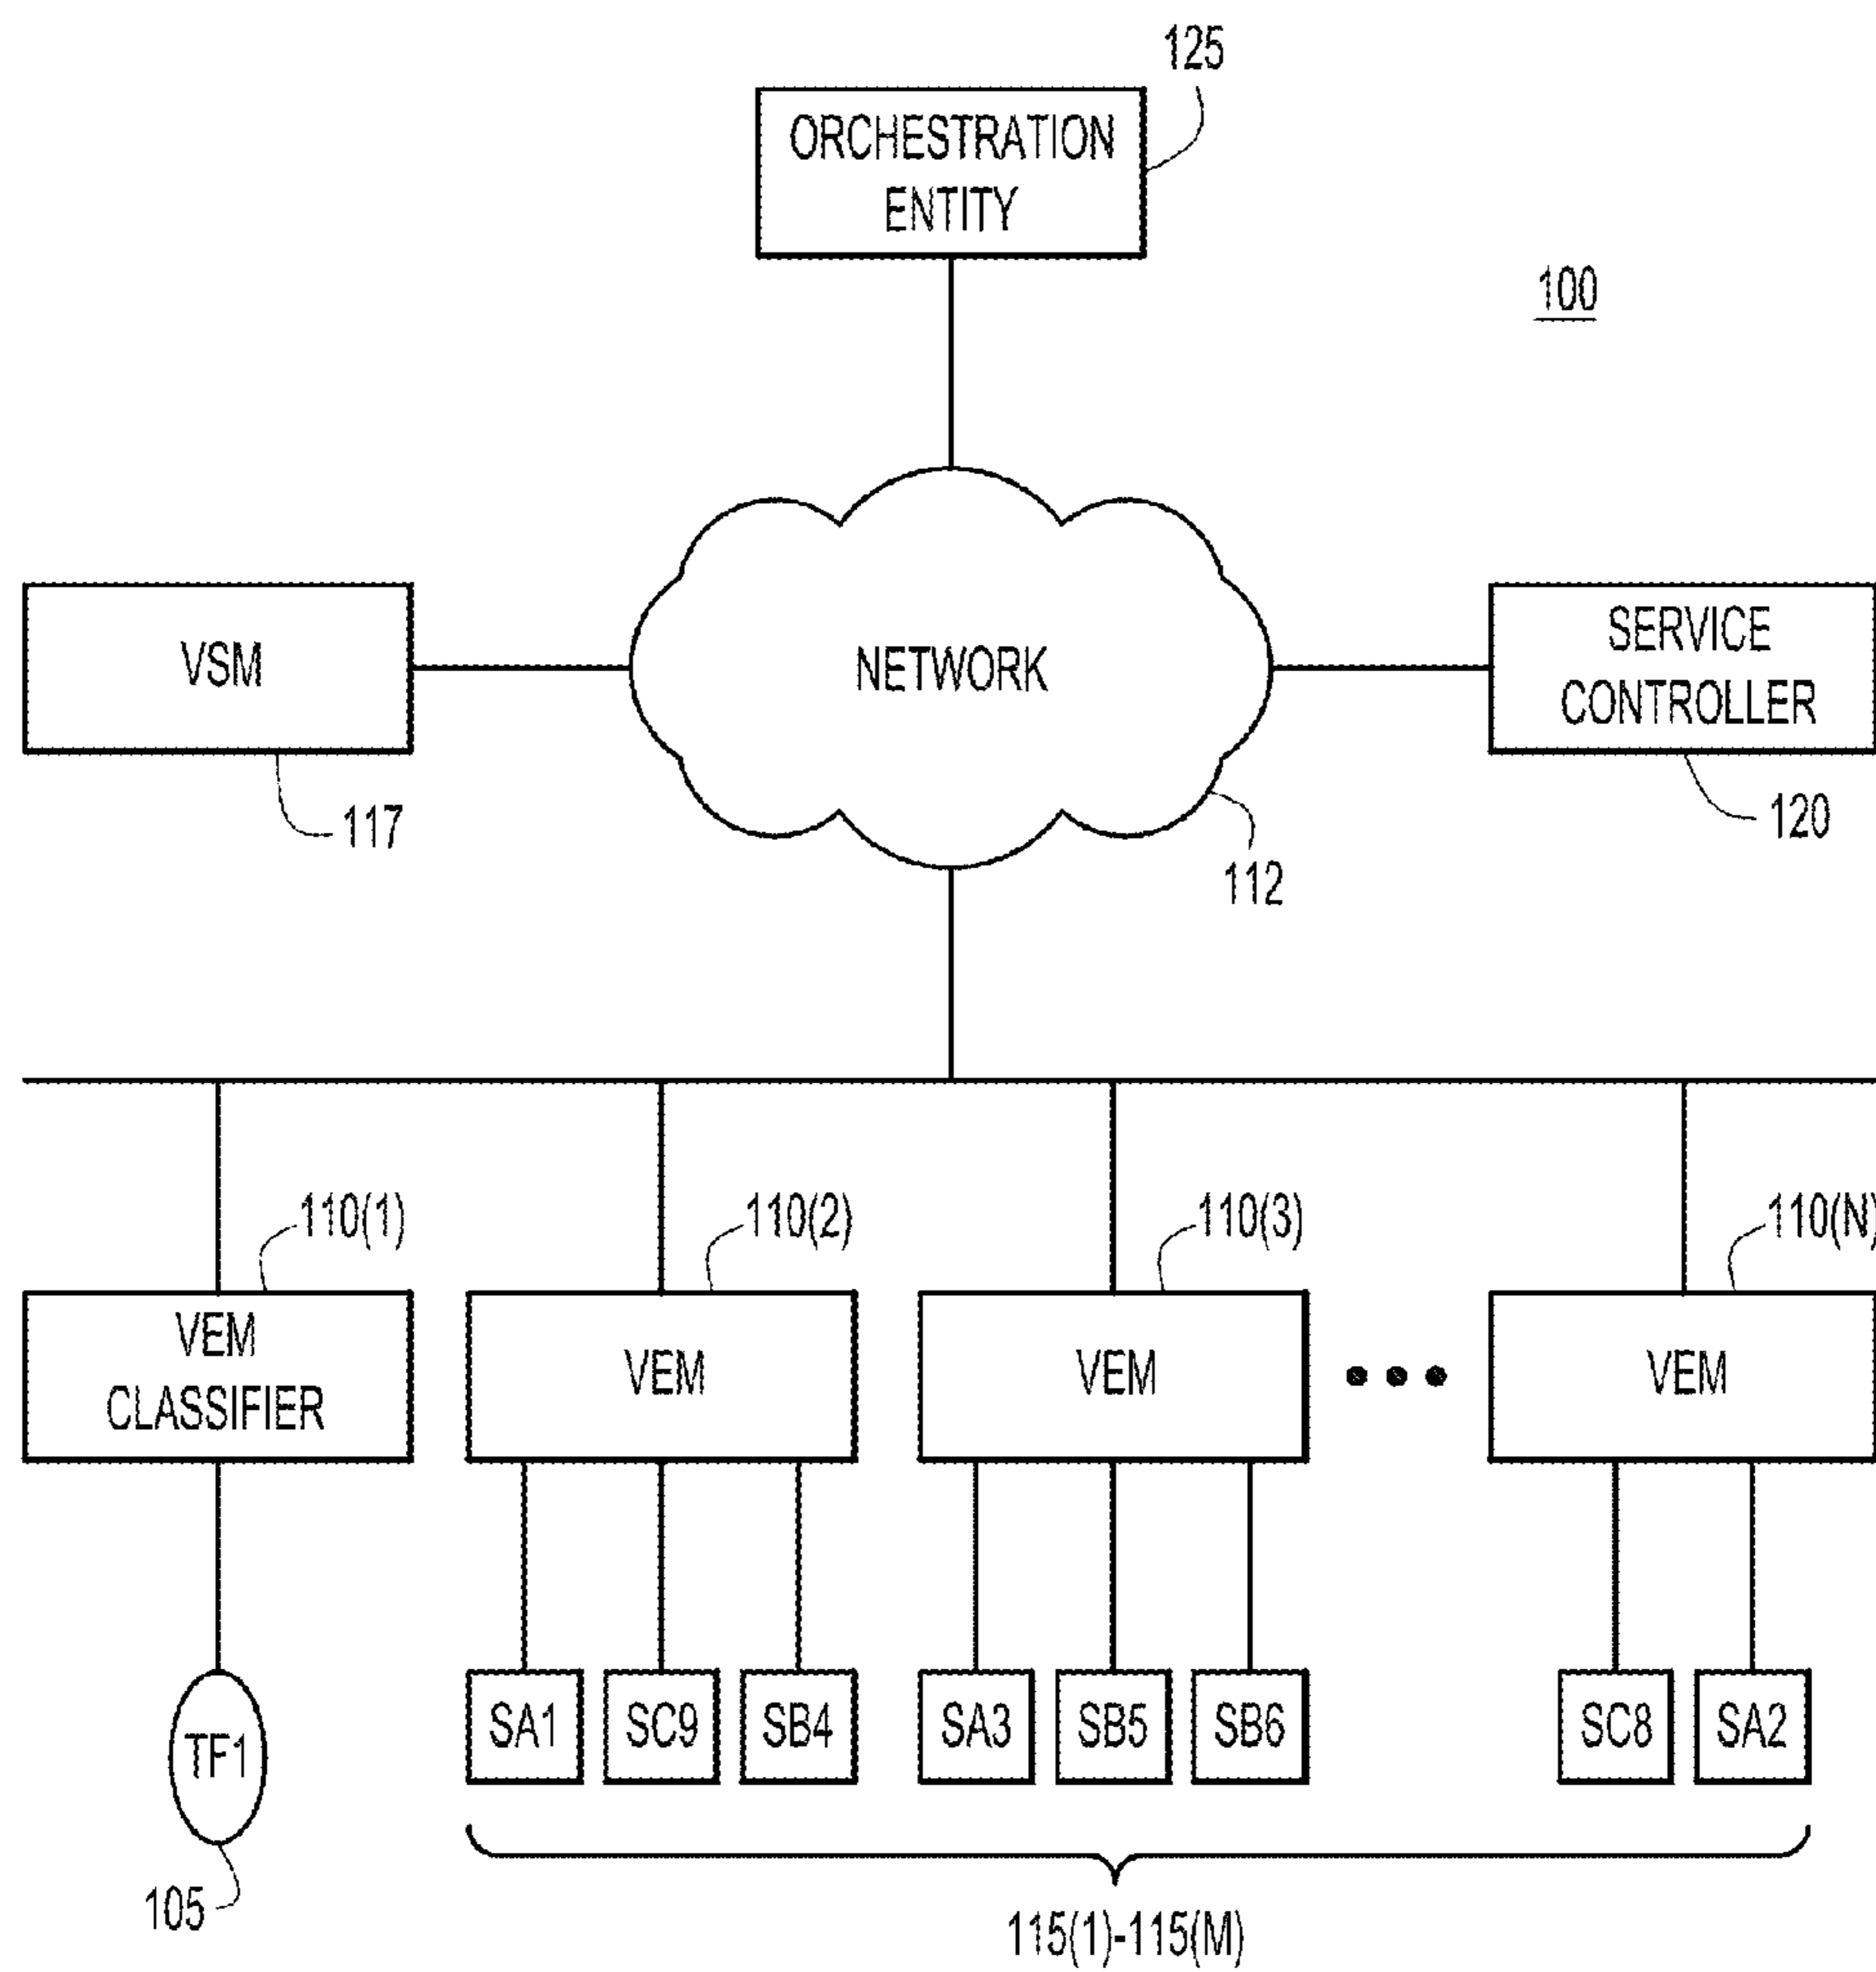 125
ORCHESTRATION
ENTITY
100
VSM
NETWORK
SERVICE
CONTROLLER
117
120
112
110(1)
110(2)
110(3)
110(N)
VEM
CLASSIFIER
VEM
VEM
VEM
TF1
SA1
SC9
SB4
SA3
SB5
SB6
SC8
SA2
105
115(1)-115(M)